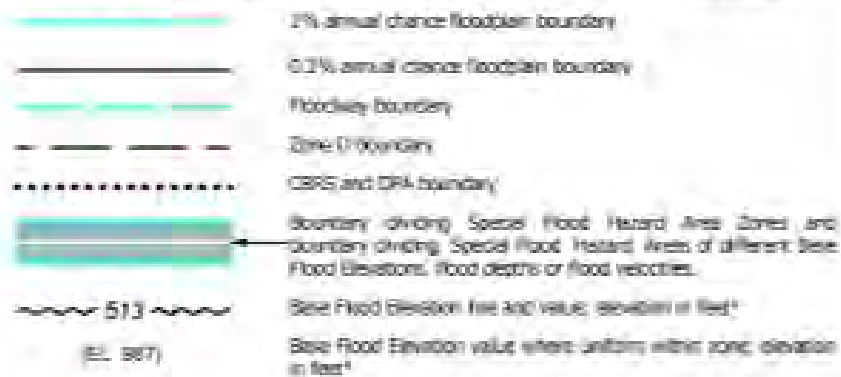 1% annual chance floodplain boundary
0.2% annual chance floodplain boundary
Floodway boundary
Zone D boundary
CBRS and OPA boundary
Boundary dividing Special Flood Hazard Area Zones and
boundary dividing Special Flood Hazard Areas of different Base
Flood Elevations, flood depths or flood velocities.
513 Base Flood Elevation line and value; elevation in feet*
(EL 987) Base Flood Elevation value where uniform within zone; elevation
in feet*